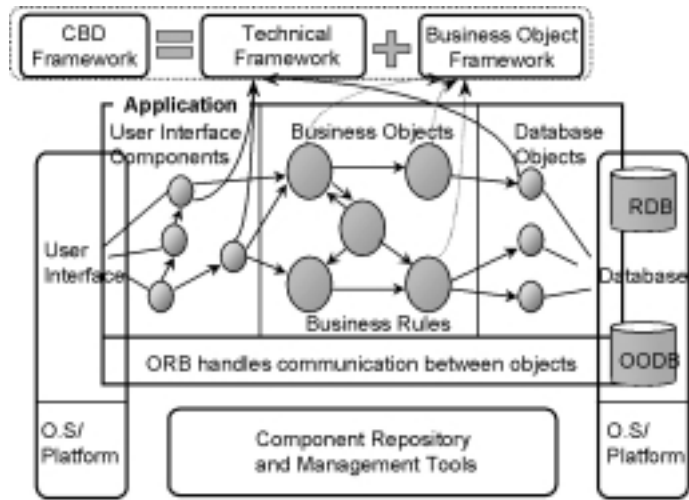 CBD
Framework
=
Technical
Framework
+
Business Object
Framework
Application
User Interface
Components
Business Objects
Database
Objects
User
Interface
RDB
Database
Business Rules
ORB handles communication between objects
OODB
O.S/
Platform
Component Repository
and Management Tools
O.S/
Platform